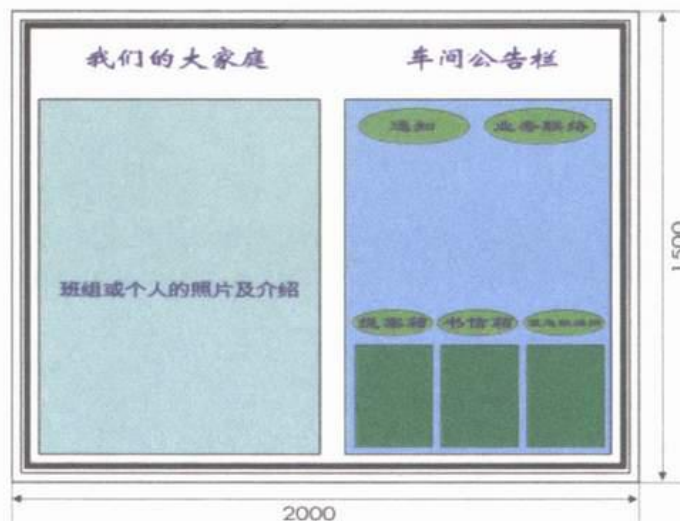 我们的大家庭
车间公告栏
通知
业务联络
班组或个人的照片及介绍
提案箱
书信箱
1500
2000